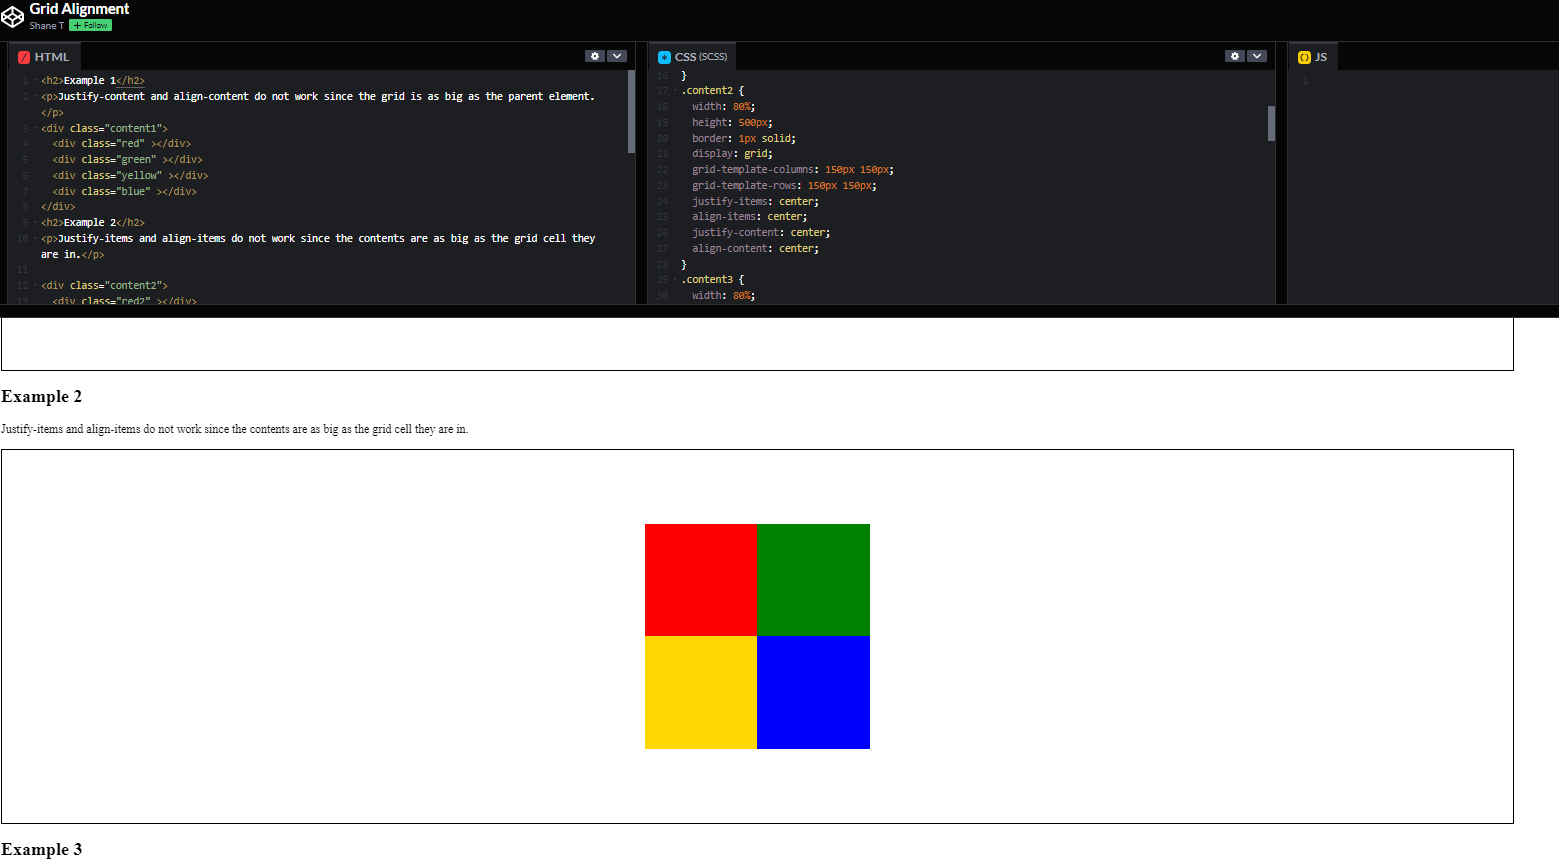 Grid Alignment
Shane T + Follow
HTML
1 <h2>Example 1</h2>
2 <p>Justify-content and align-content do not work since the grid is as big as the parent element.
</p>
3 <div class="content1">
4 <div class="red" ></div>
5 <div class="green" ></div>
6 <div class="yellow" ></div>
7 <div class="blue" ></div>
8 </div>
9 <h2>Example 2</h2>
10 <p>Justify-items and align-items do not work since the contents are as big as the grid cell they
are in.</p>
11
12 <div class="content2">
13 <div class="red2" ></div>
CSS (SCSS)
16 }
17 .content2 {
18 width: 80%;
19 height: 500px;
20 border: 1px solid;
21 display: grid;
22 grid-template-columns: 150px 150px;
23 grid-template-rows: 150px 150px;
24 justify-items: center;
25 align-items: center;
26 justify-content: center;
27 align-content: center;
28 }
29 .content3 {
30 width: 80%;
JS
1
Example 2
Justify-items and align-items do not work since the contents are as big as the grid cell they are in.
Example 3